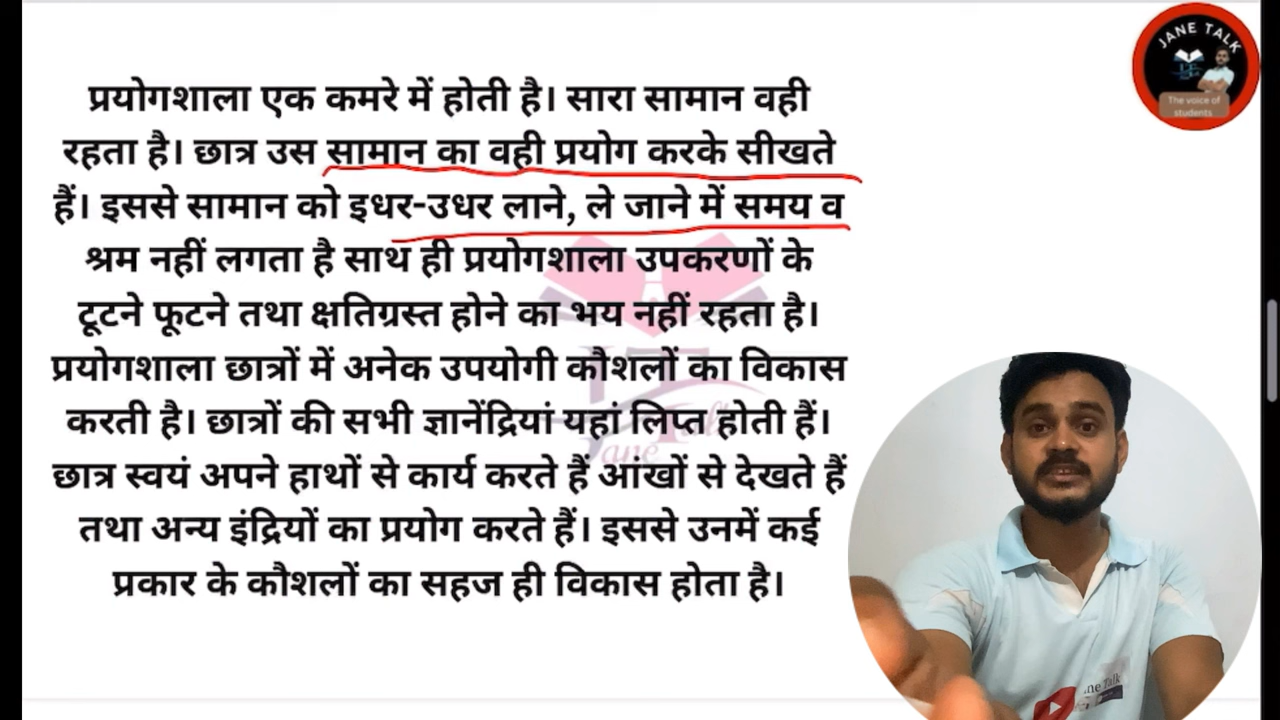 JANE TALK
The voice of
students
प्रयोगशाला एक कमरे में होती है। सारा सामान वही
रहता है। छात्र उस सामान का वही प्रयोग करके सीखते
हैं। इससे सामान को इधर-उधर लाने, ले जाने में समय व
श्रम नहीं लगता है साथ ही प्रयोगशाला उपकरणों के
टूटने फूटने तथा क्षतिग्रस्त होने का भय नहीं रहता है।
प्रयोगशाला छात्रों में अनेक उपयोगी कौशलों का विकास
करती है। छात्रों की सभी ज्ञानेंद्रियां यहां लिप्त होती हैं।
छात्र स्वयं अपने हाथों से कार्य करते हैं आंखों से देखते हैं
तथा अन्य इंद्रियों का प्रयोग करते हैं। इससे उनमें कई
प्रकार के कौशलों का सहज ही विकास होता है।